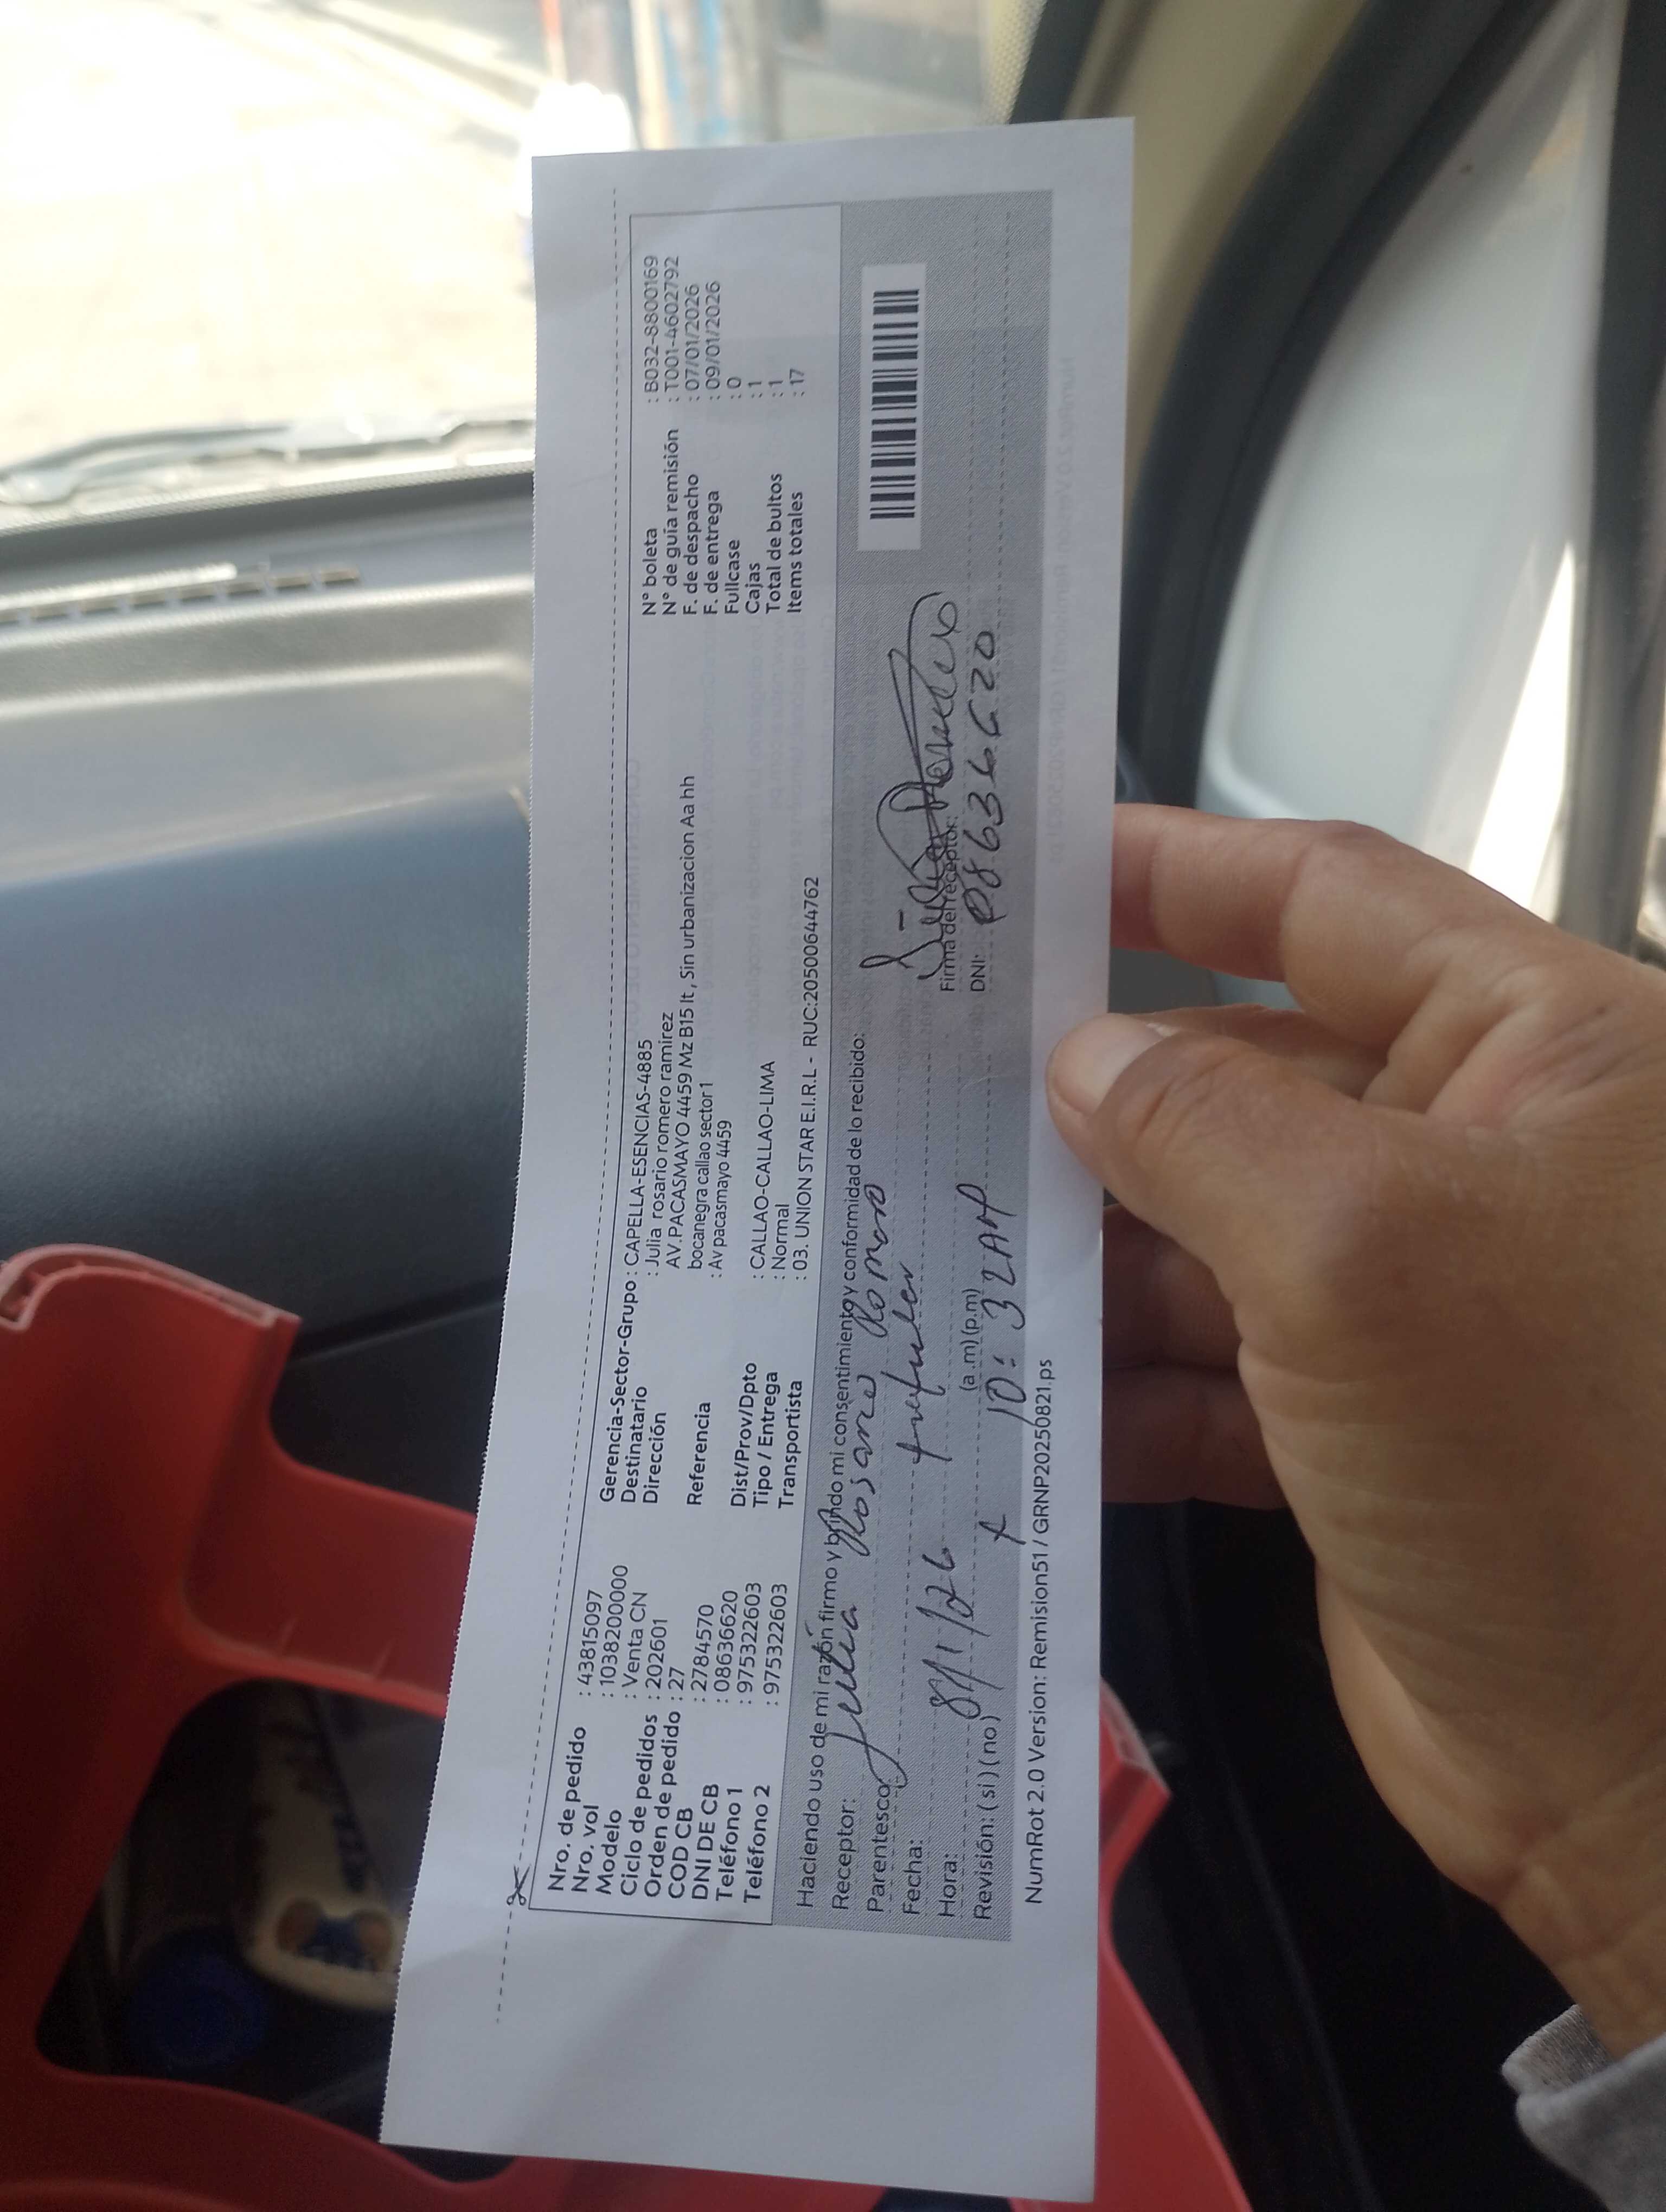 Nro. de pedido : 43815097
Nro. vol : 1038200000
Modelo : Venta CN
Ciclo de pedidos : 202601
Orden de pedido : 27
COD CB : 2784570
DNI DE CB : 08636620
Teléfono 1 : 975322603
Teléfono 2 : 975322603
Gerencia-Sector-Grupo : CAPELLA-ESENCIAS-4885
Destinatario : Julia rosario romero ramirez
Dirección AV.PACASMAYO 4459 Mz B15 lt, Sin urbanizacion Aa hh
bocanegra callao sector 1
Referencia : Av pacasmayo 4459
Dist/Prov/Dpto : CALLAO-CALLAO-LIMA
Tipo / Entrega : Normal
Transportista : 03. UNION STAR E.I.R.L - RUC:20500644762
N° boleta : B032-8800169
N° de guía remisión : T001-4602792
F. de despacho : 07/01/2026
F. de entrega : 09/01/2026
Fullcase : 0
Cajas : 1
Total de bultos : 1
Items totales : 17
Haciendo uso de mi razón firmo y brindo mi consentimiento y conformidad de lo recibido:
Receptor: Julia Rosario Romero
Parentesco:
Fecha: 8/1/26
Hora: (a.m) (p.m) 10:32 AM
Revisión: (si) (no)
Firma del receptor:
DNI: 08636620
NumRot 2.0 Version: Remision51 / GRNP20250821.ps